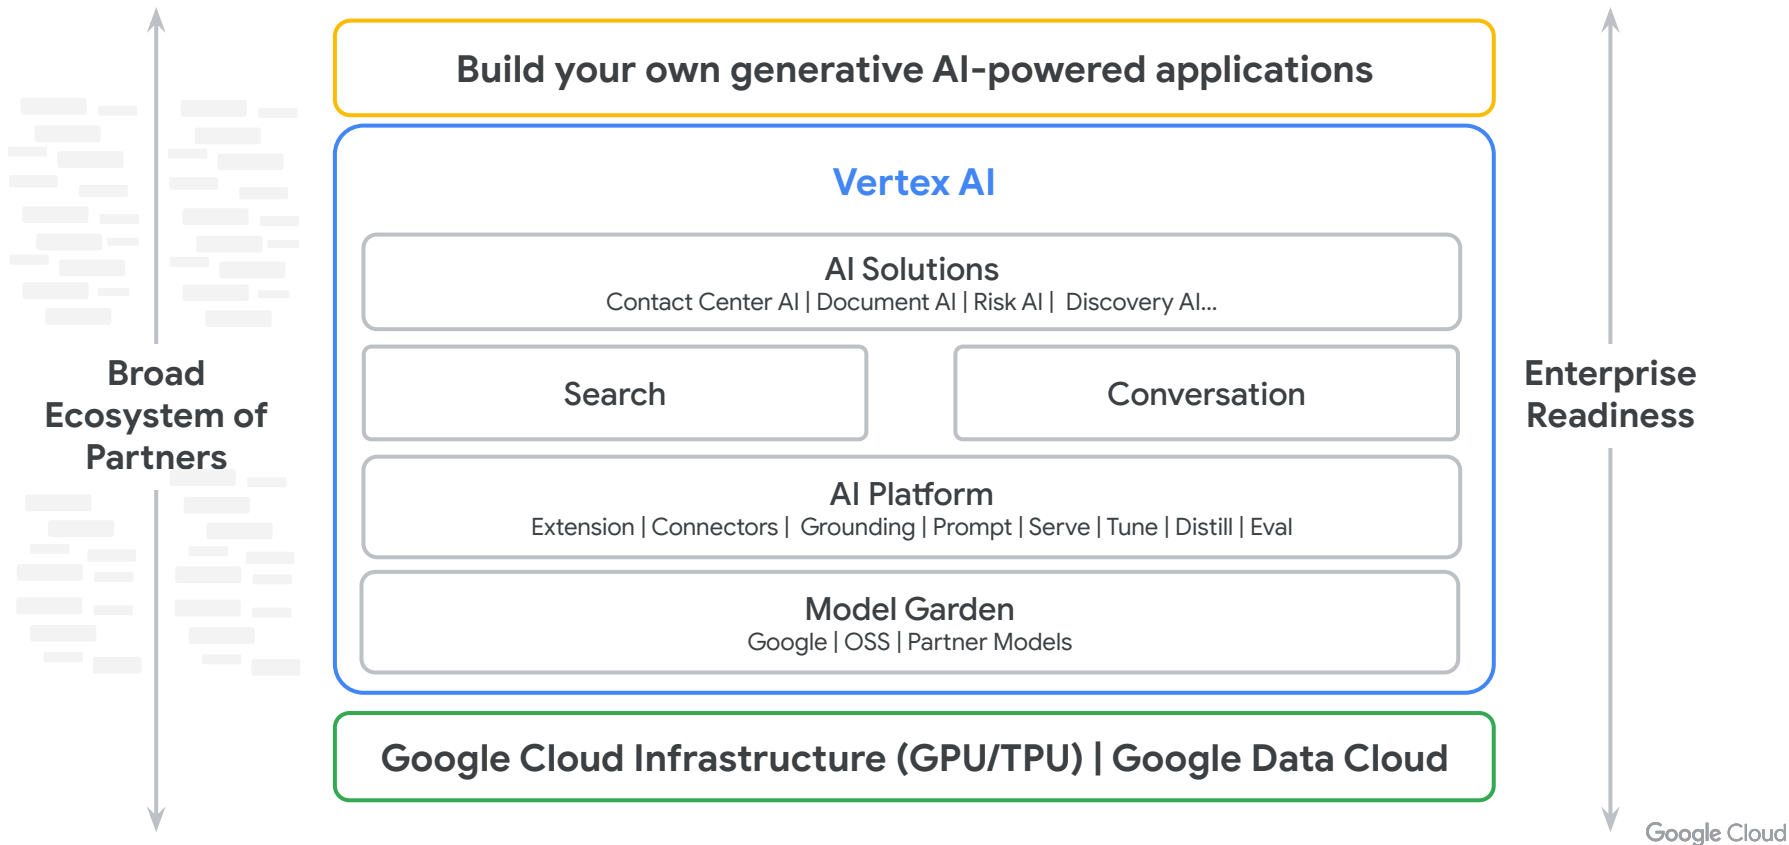 Build your own generative AI-powered applications
Vertex AI
AI Solutions
Contact Center AI | Document AI | Risk AI | Discovery AI...
Search
Conversation
AI Platform
Extension | Connectors | Grounding | Prompt | Serve | Tune | Distill | Eval
Model Garden
Google | OSS | Partner Models
Google Cloud Infrastructure (GPU/TPU) | Google Data Cloud
Broad
Ecosystem of
Partners
Enterprise
Readiness
Google Cloud